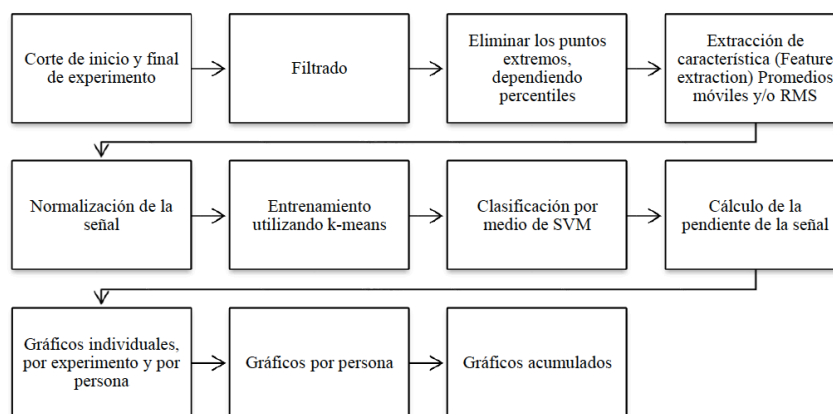 Corte de inicio y final
de experimento
Filtrado
Eliminar los puntos
extremos,
dependiendo
percentiles
Extracción de
característica (Feature
extraction) Promedios
móviles y/o RMS
Normalización de la
señal
Entrenamiento
utilizando k-means
Clasificación por
medio de SVM
Cálculo de la
pendiente de la señal
Gráficos individuales,
por experimento y por
persona
Gráficos por persona
Gráficos acumulados